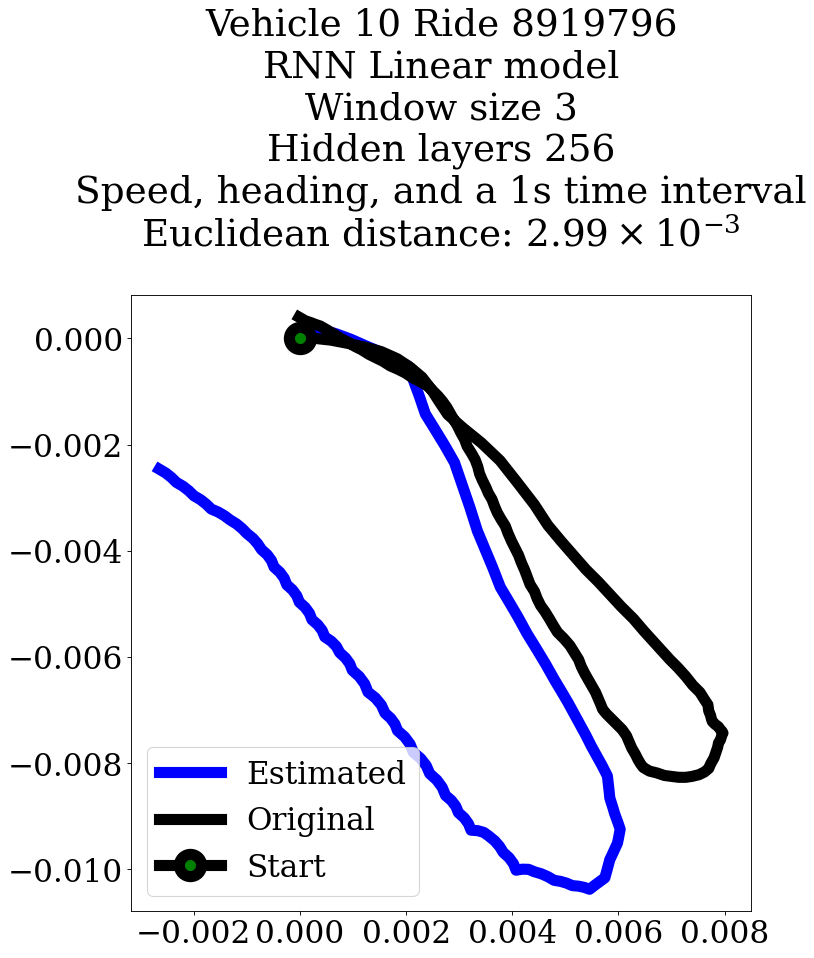 Vehicle 10 Ride 8919796
RNN Linear model
Window size 3
Hidden layers 256
Speed, heading, and a 1s time interval
Euclidean distance: 2.99 × 10⁻³
0.000
−0.002
−0.004
−0.006
−0.008
−0.010
Estimated
Original
Start
−0.002 0.000 0.002 0.004 0.006 0.008